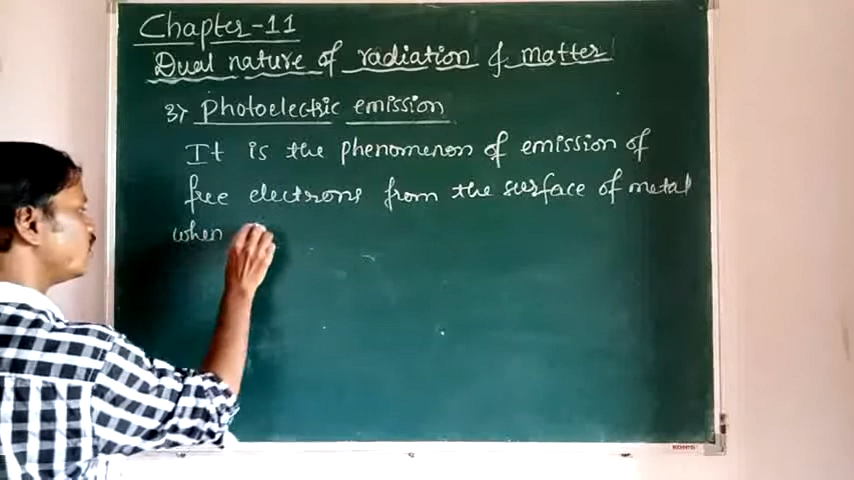 Chapter-11
Dual nature of radiation & matter
3> Photoelectric emission
It is the phenomenon of emission of
free electrons from the surface of metal
when